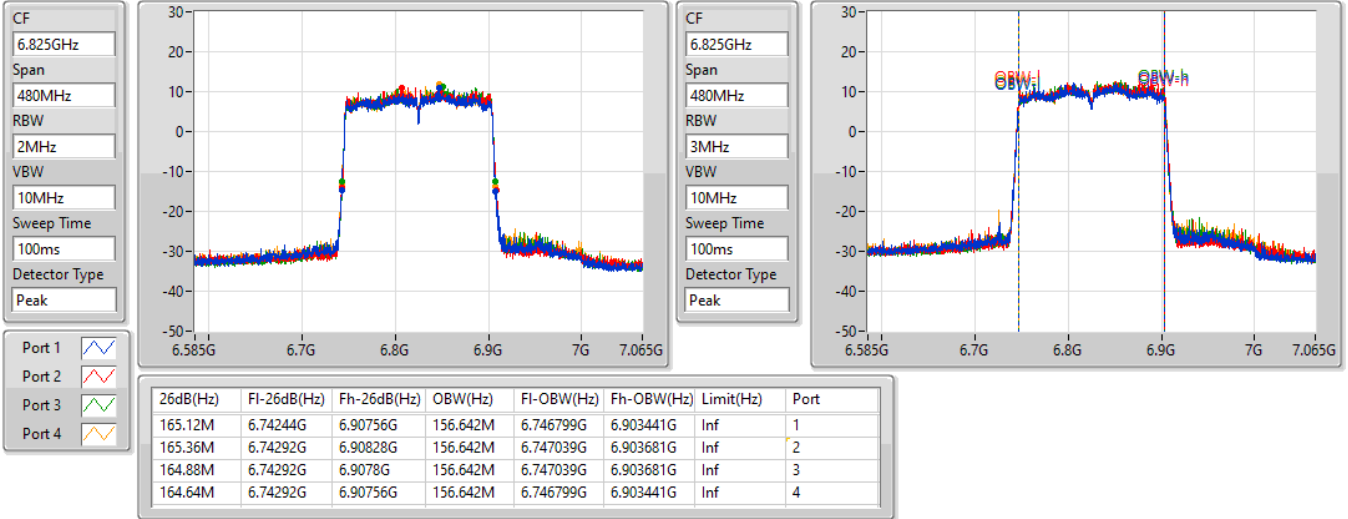 CF
6.825GHz
Span
480MHz
RBW
2MHz
VBW
10MHz
Sweep Time
100ms
Detector Type
Peak
30
20
10
0
-10
-20
-30
-40
-50
6.585G 6.7G 6.8G 6.9G 7G 7.065G
CF
6.825GHz
Span
480MHz
RBW
3MHz
VBW
10MHz
Sweep Time
100ms
Detector Type
Peak
30
20
10
0
-10
-20
-30
-40
-50
OBW-l OBW-h
6.585G 6.7G 6.8G 6.9G 7G 7.065G
Port 1
Port 2
Port 3
Port 4
26dB(Hz) Fl-26dB(Hz) Fh-26dB(Hz) OBW(Hz) Fl-OBW(Hz) Fh-OBW(Hz) Limit(Hz) Port
165.12M 6.74244G 6.90756G 156.642M 6.746799G 6.903441G Inf 1
165.36M 6.74292G 6.90828G 156.642M 6.747039G 6.903681G Inf 2
164.88M 6.74292G 6.9078G 156.642M 6.747039G 6.903681G Inf 3
164.64M 6.74292G 6.90756G 156.642M 6.746799G 6.903441G Inf 4